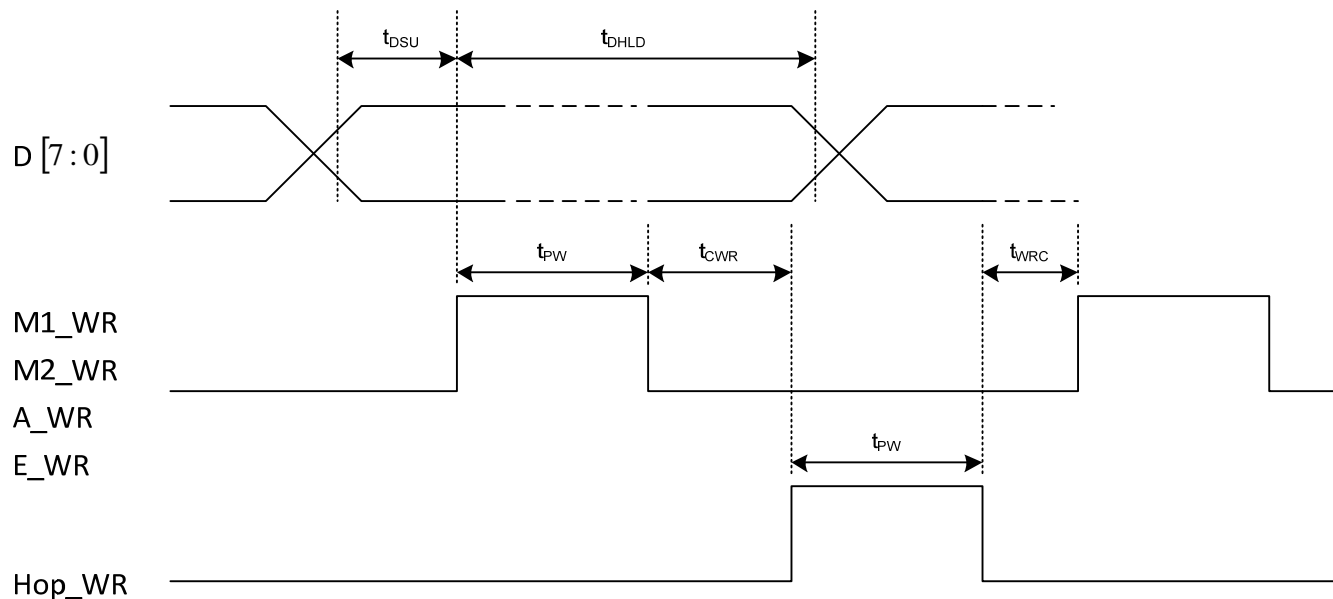 tDSU tDHLD
D [7 : 0]
tPW tCWR tWRC
M1_WR
M2_WR
A_WR
tPW
E_WR
Hop_WR